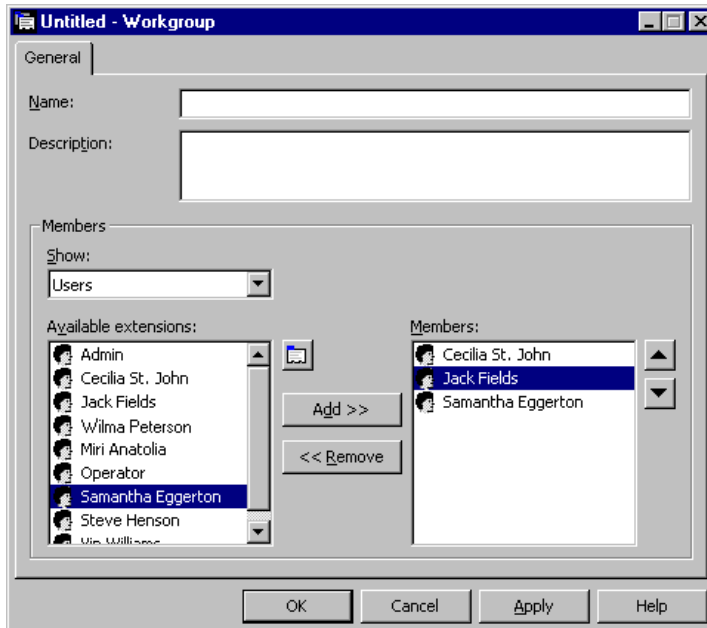 Untitled - Workgroup
General
Name:
Description:
Members
Show:
Users
Available extensions:
Admin
Cecilia St. John
Jack Fields
Wilma Peterson
Miri Anatolia
Operator
Samantha Eggerton
Steve Henson
Add >>
<< Remove
Members:
Cecilia St. John
Jack Fields
Samantha Eggerton
OK
Cancel
Apply
Help